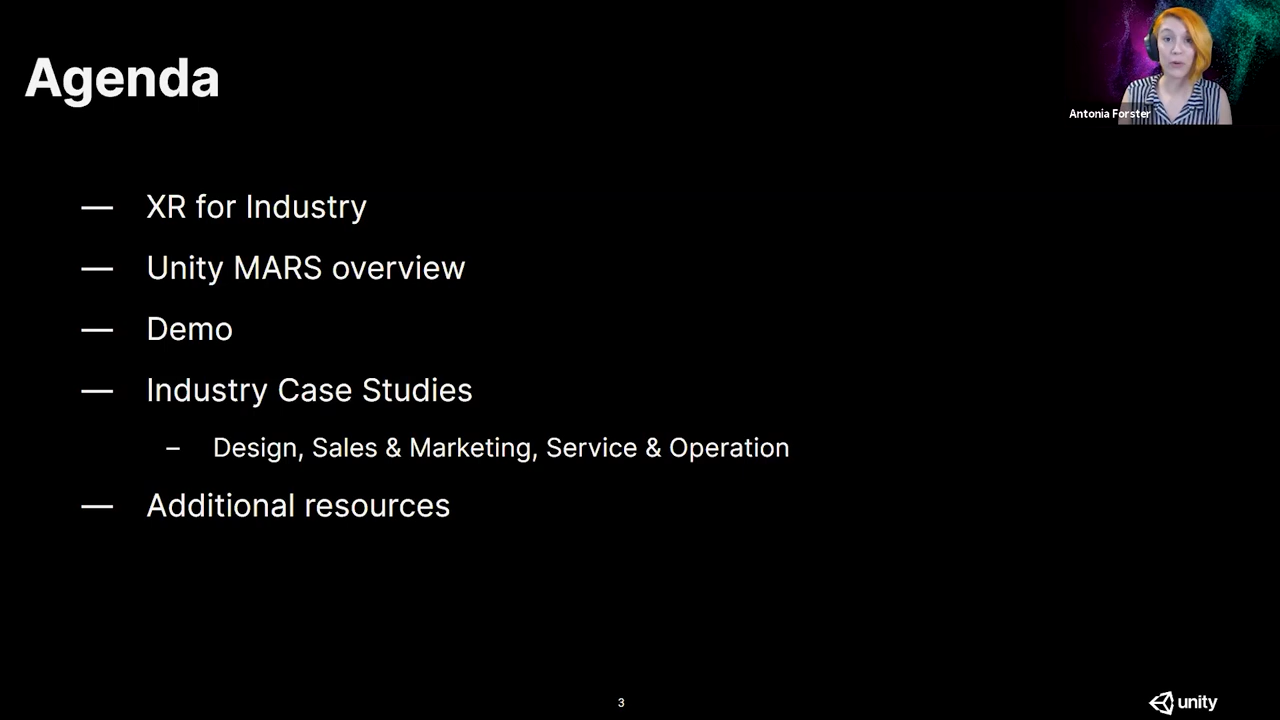 Agenda
Antonia Forster
— XR for Industry
— Unity MARS overview
— Demo
— Industry Case Studies
– Design, Sales & Marketing, Service & Operation
— Additional resources
3
unity